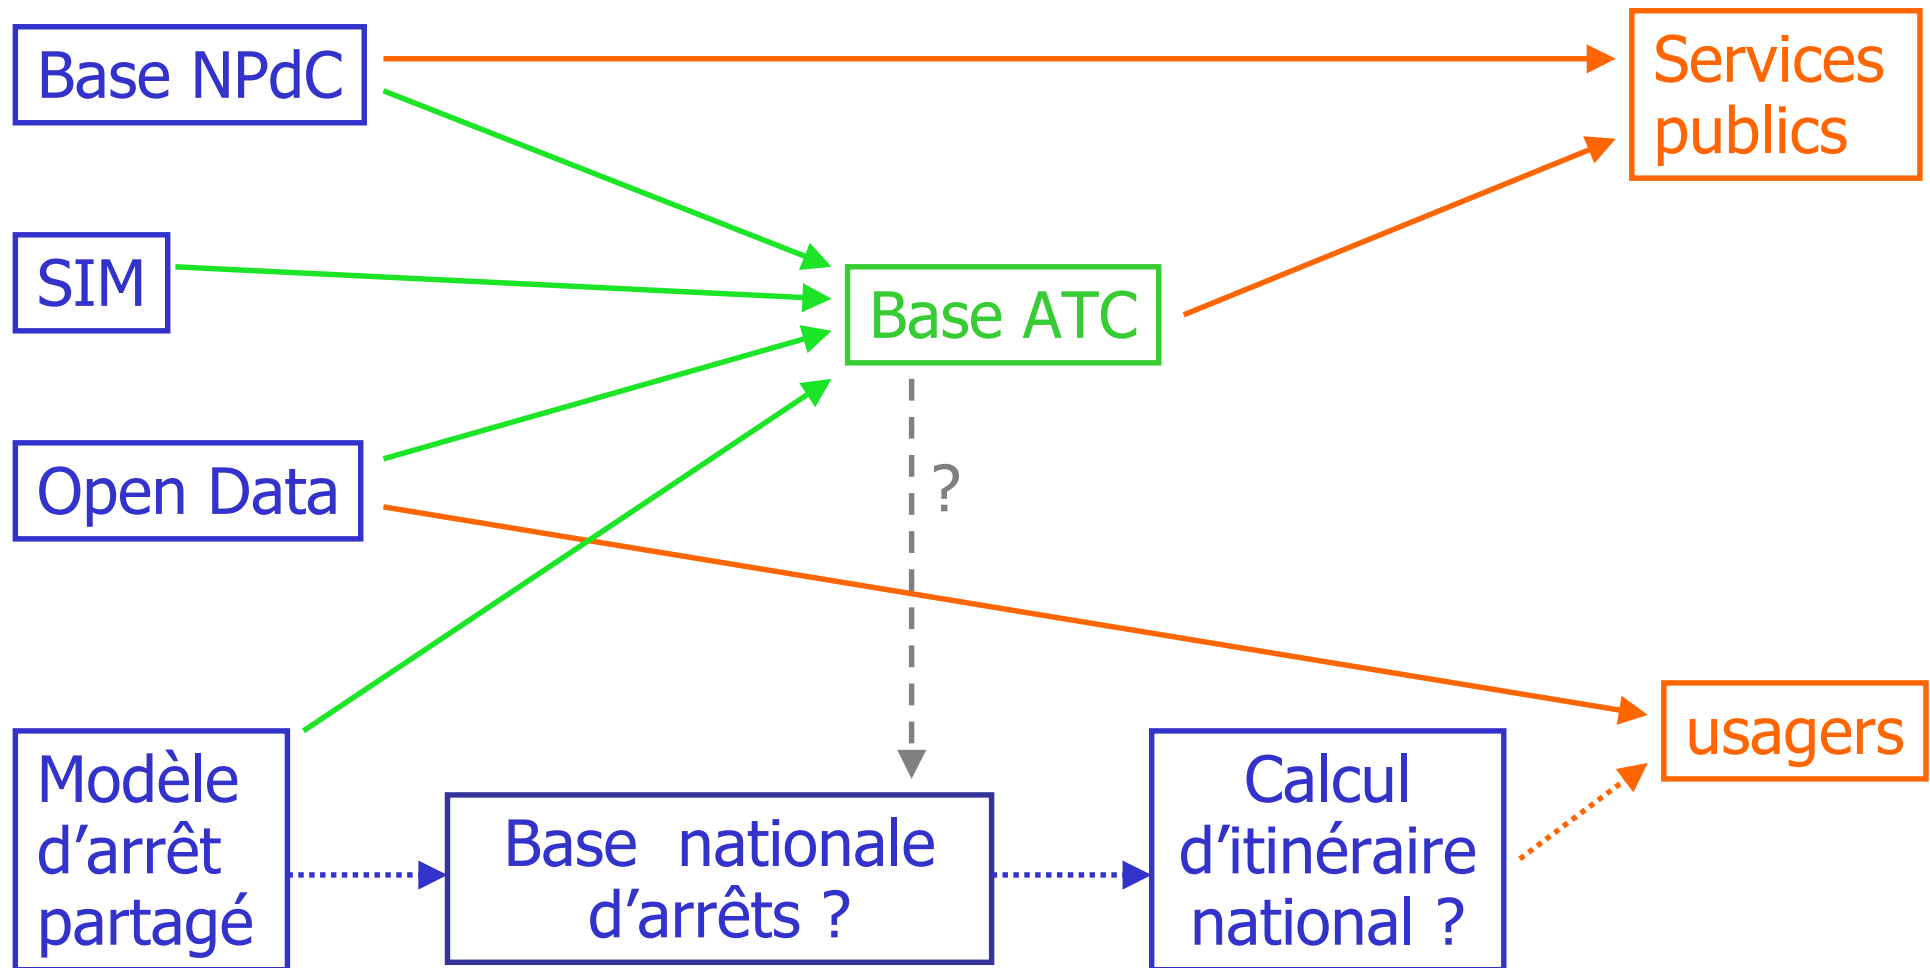 Base NPdC
Services
publics
SIM
Base ATC
Open Data
?
usagers
Modèle
d’arrêt
partagé
Base  nationale
d’arrêts ?
Calcul
d’itinéraire
national ?